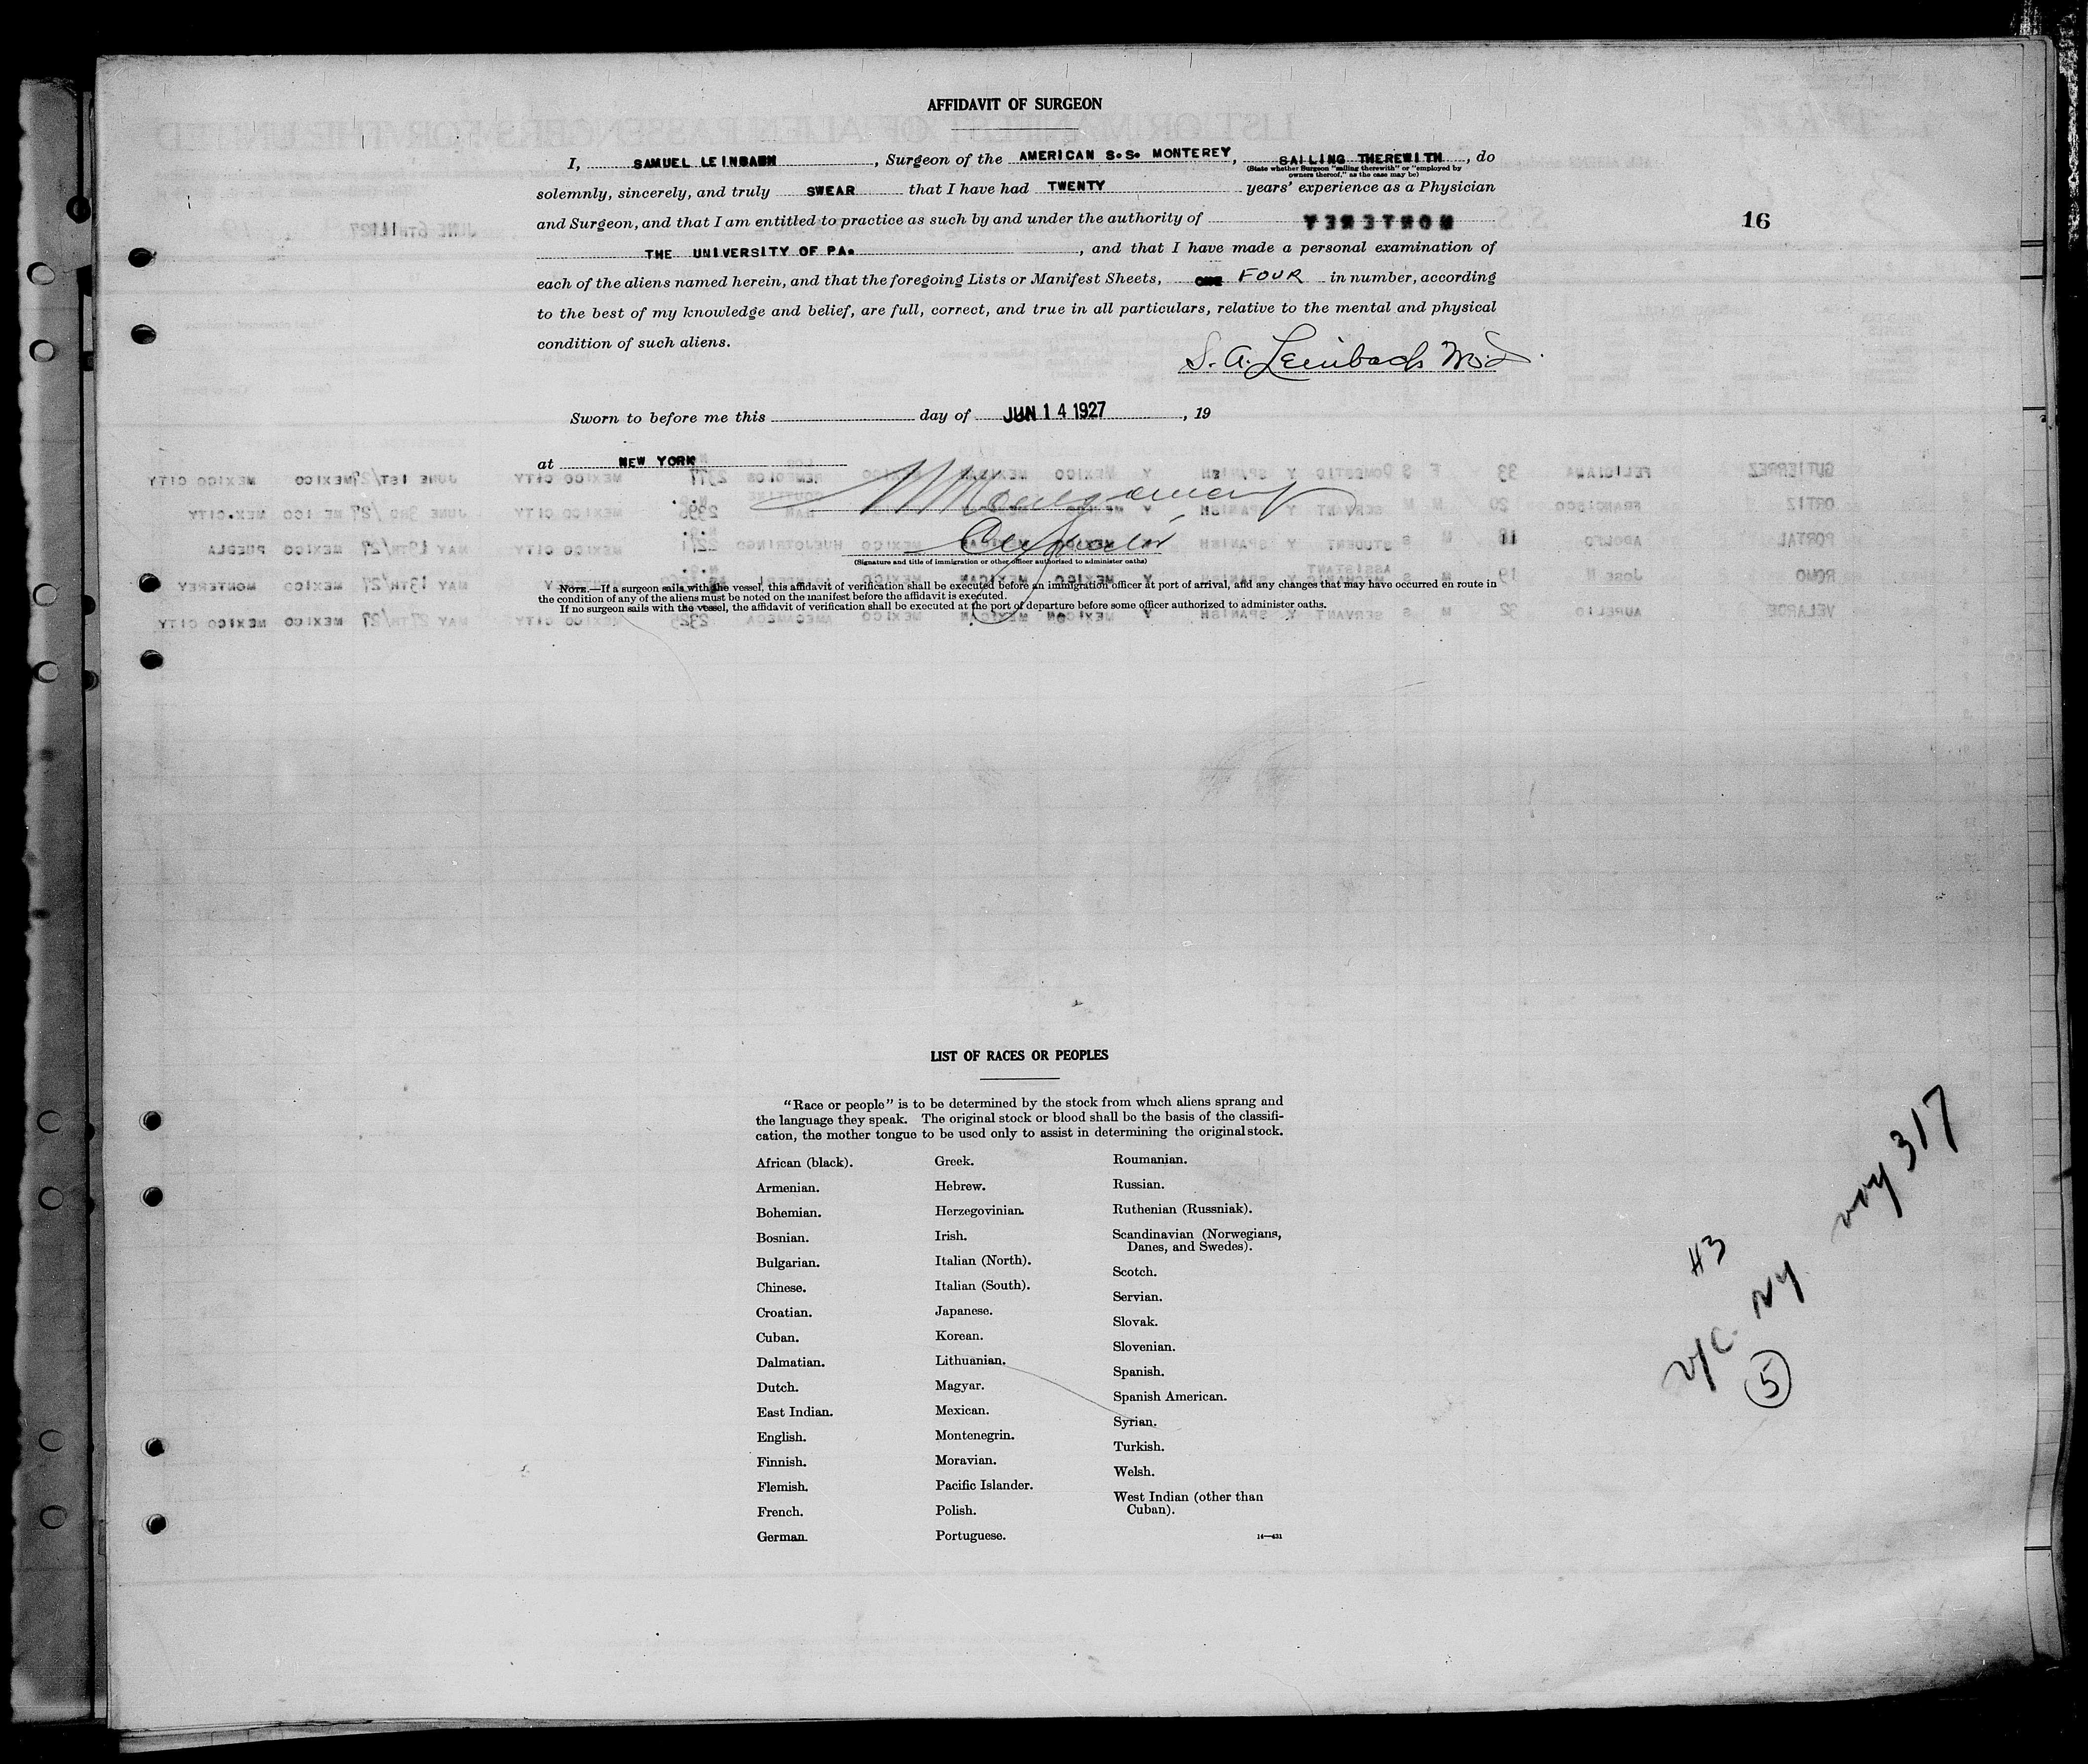 AFFIDAVIT OF SURGEON
I, SAMUEL LEINBACH, Surgeon of the AMERICAN S.S. MONTEREY, SAILING THEREWITH, do
(State whether Surgeon "sailing therewith" or "employed by
owners thereof," as the case may be)
solemnly, sincerely, and truly SWEAR that I have had TWENTY years' experience as a Physician
and Surgeon, and that I am entitled to practice as such by and under the authority of
16
THE UNIVERSITY OF PA., and that I have made a personal examination of
each of the aliens named herein, and that the foregoing Lists or Manifest Sheets, ONE FOUR in number, according
to the best of my knowledge and belief, are full, correct, and true in all particulars, relative to the mental and physical
condition of such aliens.
S. A. Leinbach M.D.
Sworn to before me this day of JUN 14 1927, 19
at NEW YORK
(Signature and title of immigration or other officer authorized to administer oaths)
NOTE.—If a surgeon sails with the vessel, this affidavit of verification shall be executed before an immigration officer at port of arrival, and any changes that may have occurred en route in
the condition of any of the aliens must be noted on the manifest before the affidavit is executed.
If no surgeon sails with the vessel, the affidavit of verification shall be executed at the port of departure before some officer authorized to administer oaths.
LIST OF RACES OR PEOPLES
"Race or people" is to be determined by the stock from which aliens sprang and
the language they speak. The original stock or blood shall be the basis of the classifi-
cation, the mother tongue to be used only to assist in determining the original stock.
African (black).
Armenian.
Bohemian.
Bosnian.
Bulgarian.
Chinese.
Croatian.
Cuban.
Dalmatian.
Dutch.
East Indian.
English.
Finnish.
Flemish.
French.
German.
Greek.
Hebrew.
Herzegovinian.
Irish.
Italian (North).
Italian (South).
Japanese.
Korean.
Lithuanian.
Magyar.
Mexican.
Montenegrin.
Moravian.
Pacific Islander.
Polish.
Portuguese.
Roumanian.
Russian.
Ruthenian (Russniak).
Scandinavian (Norwegians,
Danes, and Swedes).
Scotch.
Servian.
Slovak.
Slovenian.
Spanish.
Spanish American.
Syrian.
Turkish.
Welsh.
West Indian (other than
Cuban).
14—431
voy 317
#3
NY
V/C
5